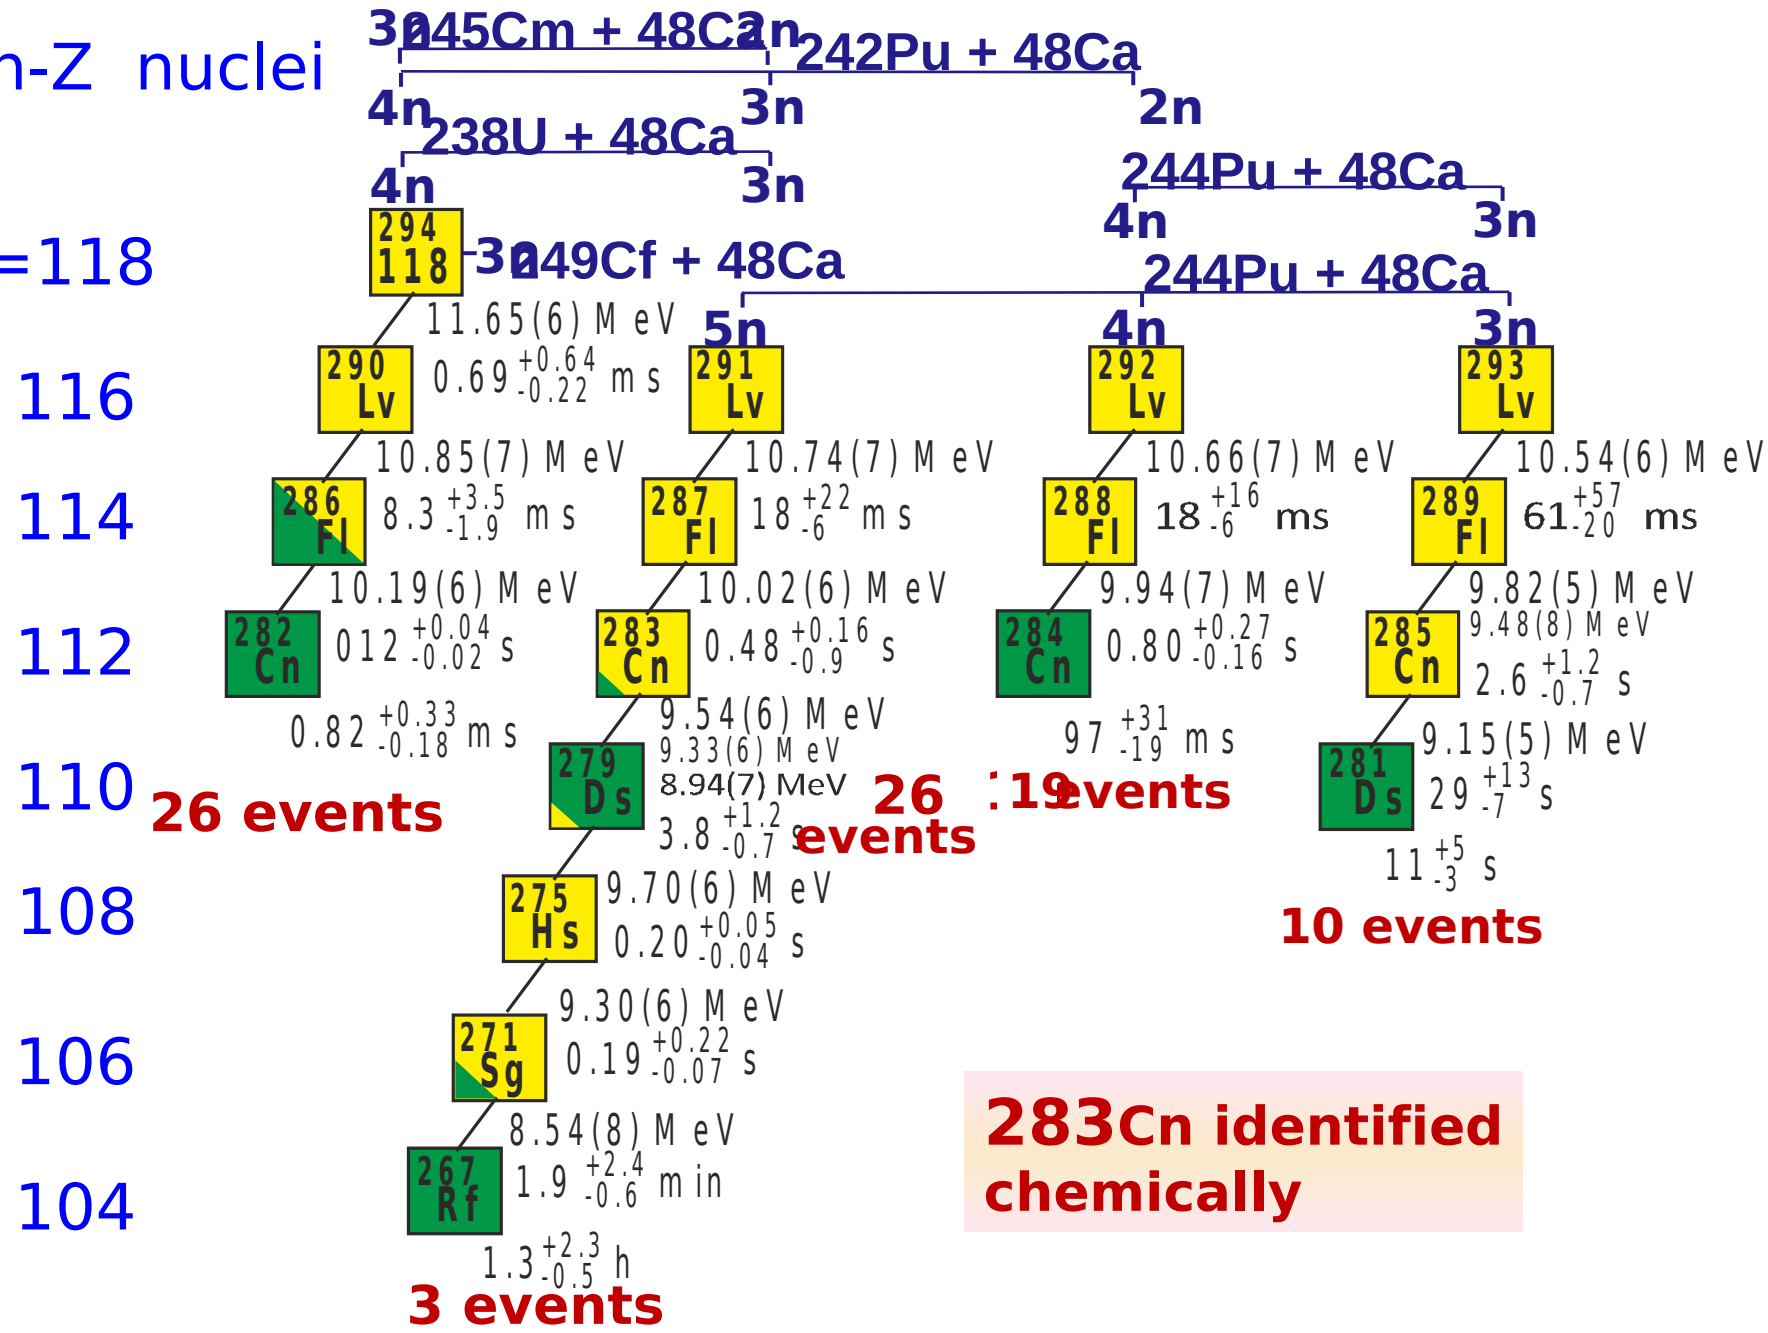 3n 245Cm + 48Ca 2n
n-Z nuclei
242Pu + 48Ca
4n 3n 2n
238U + 48Ca
4n 3n
244Pu + 48Ca
4n 3n
=118
294
118
3n 249Cf + 48Ca
244Pu + 48Ca
5n 4n 3n
11.65(6) MeV
0.69 +0.64 -0.22 ms
116
290 Lv
291 Lv
292 Lv
293 Lv
10.85(7) MeV
10.74(7) MeV
10.66(7) MeV
10.54(6) MeV
8.3 +3.5 -1.9 ms
18 +22 -6 ms
18 +16 -6 ms
61 +57 -20 ms
114
286 Fl
287 Fl
288 Fl
289 Fl
10.19(6) MeV
10.02(6) MeV
9.94(7) MeV
9.82(5) MeV
9.48(8) MeV
012 +0.04 -0.02 s
0.48 +0.16 -0.9 s
0.80 +0.27 -0.16 s
2.6 +1.2 -0.7 s
112
282 Cn
283 Cn
284 Cn
285 Cn
0.82 +0.33 -0.18 ms
9.54(6) MeV
9.33(6) MeV
8.94(7) MeV
97 +31 -19 ms
9.15(5) MeV
29 +13 -7 s
110
26 events
279 Ds
3.8 +1.2 -0.7 s
26
events
19 events
281 Ds
11 +5 -3 s
10 events
108
275 Hs
9.70(6) MeV
0.20 +0.05 -0.04 s
9.30(6) MeV
0.19 +0.22 -0.07 s
106
271 Sg
8.54(8) MeV
1.9 +2.4 -0.6 min
104
267 Rf
1.3 +2.3 -0.5 h
3 events
283Cn identified
chemically